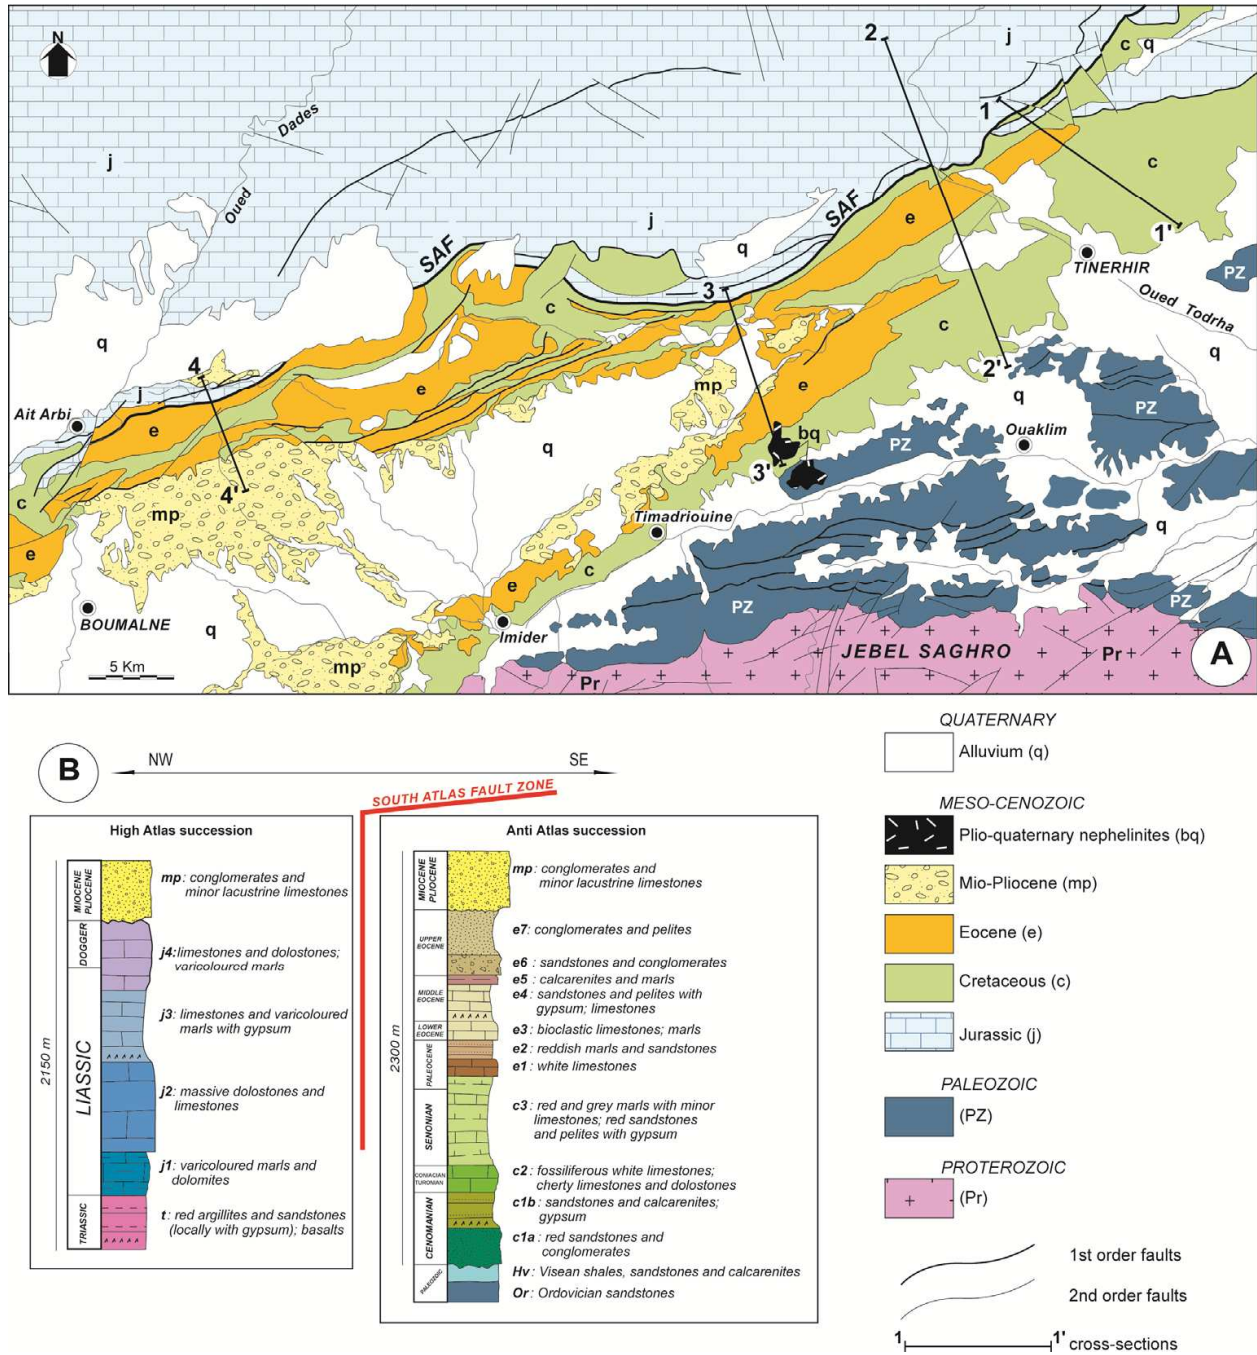 N
2
j
c
q
1
Dades
j
c
Oued
SAF
j
SAF
e
1'
q
TINERHIR
PZ
3
c
Oued Todrha
q
4
c
q
j
mp
e
2'
Ait Arbi
e
e
q
PZ
q
bq
PZ
Ouaklim
4'
3'
c
mp
Timadriouine
q
e
e
c
PZ
PZ
BOUMALNE
q
Imider
mp
JEBEL SAGHRO
Pr
A
5 Km
Pr
B
NW
SE
SOUTH ATLAS FAULT ZONE
High Atlas succession
2150 m
MIOCENE
PLIOCENE
DOGGER
LIASSIC
TRIASSIC
mp: conglomerates and
minor lacustrine limestones
j4:limestones and dolostones;
varicoloured marls
j3: limestones and varicoloured
marls with gypsum
j2: massive dolostones and
limestones
j1: varicoloured marls and
dolomites
t: red argillites and sandstones
(locally with gypsum); basalts
Anti Atlas succession
2300 m
MIOCENE
PLIOCENE
UPPER
EOCENE
MIDDLE
EOCENE
LOWER
EOCENE
PALEOCENE
SENONIAN
CONIACIAN
TURONIAN
CENOMANIAN
PALEOZOIC
mp: conglomerates and
minor lacustrine limestones
e7: conglomerates and pelites
e6: sandstones and conglomerates
e5: calcarenites and marls
e4: sandstones and pelites with
gypsum; limestones
e3: bioclastic limestones; marls
e2: reddish marls and sandstones
e1: white limestones
c3: red and grey marls with minor
limestones; red sandstones
and pelites with gypsum
c2: fossiliferous white limestones;
cherty limestones and dolostones
c1b: sandstones and calcarenites;
gypsum
c1a: red sandstones and
conglomerates
Hv: Visean shales, sandstones and calcarenites
Or: Ordovician sandstones
QUATERNARY
Alluvium (q)
MESO-CENOZOIC
Plio-quaternary nephelinites (bq)
Mio-Pliocene (mp)
Eocene (e)
Cretaceous (c)
Jurassic (j)
PALEOZOIC
(PZ)
PROTEROZOIC
(Pr)
1st order faults
2nd order faults
1 1' cross-sections